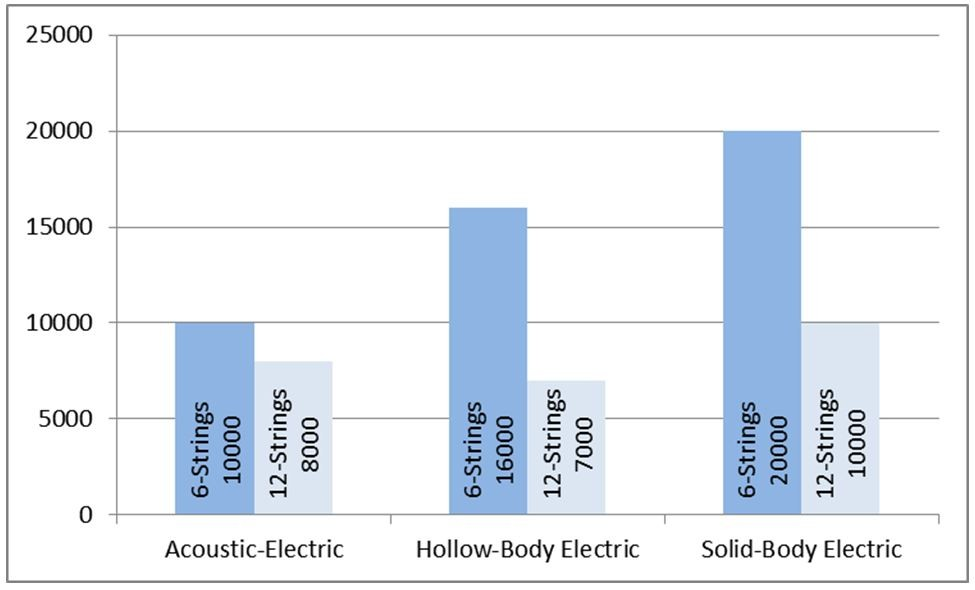 25000
20000
15000
10000
5000
0
6-Strings
10000
12-Strings
8000
6-Strings
16000
12-Strings
7000
6-Strings
20000
12-Strings
10000
Acoustic-Electric
Hollow-Body Electric
Solid-Body Electric